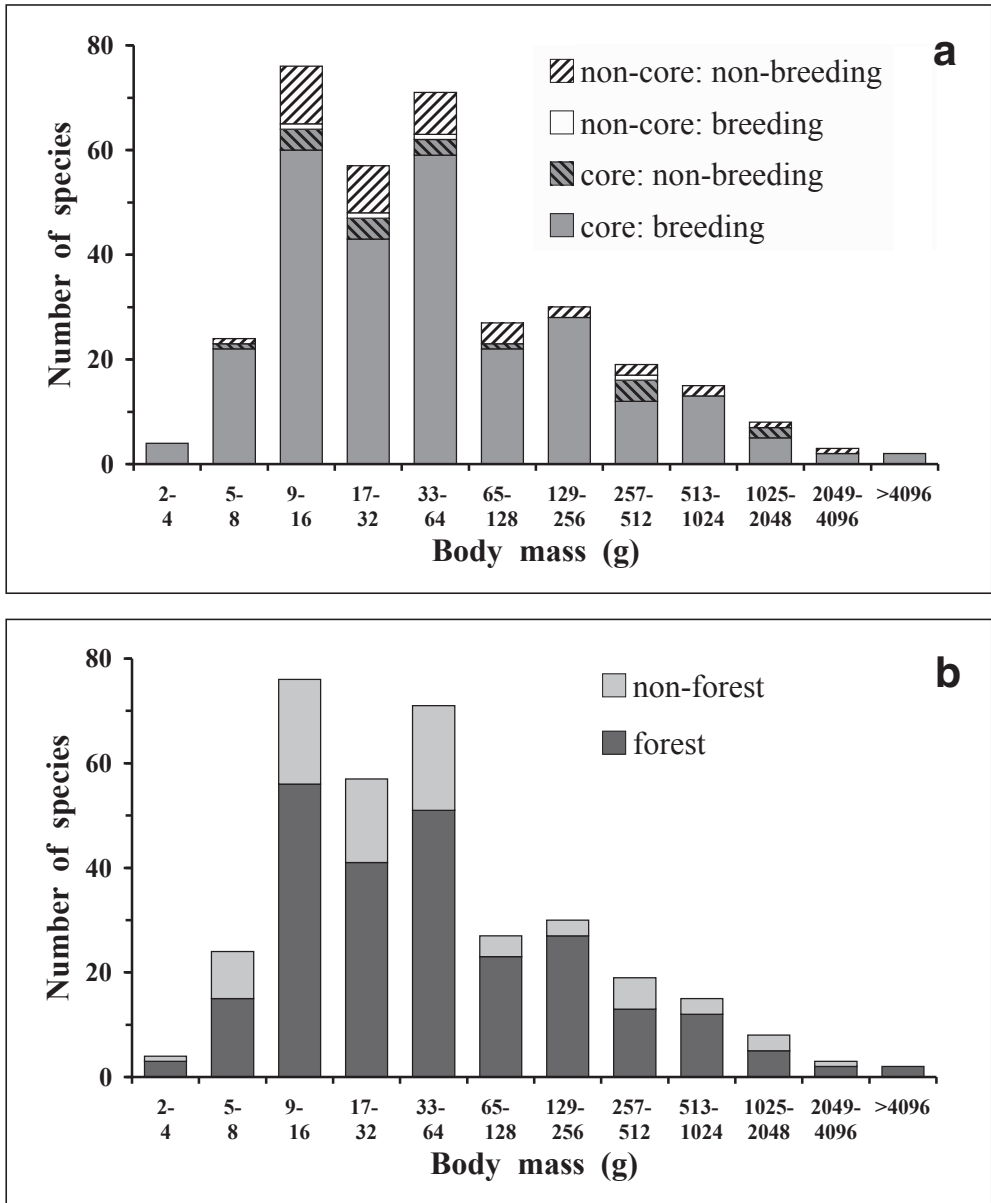 a
80
60
40
20
0
Number of species
non-core: non-breeding
non-core: breeding
core: non-breeding
core: breeding
2-4
5-8
9-16
17-32
33-64
65-128
129-256
257-512
513-1024
1025-2048
2049-4096
>4096
Body mass (g)
b
80
60
40
20
0
Number of species
non-forest
forest
2-4
5-8
9-16
17-32
33-64
65-128
129-256
257-512
513-1024
1025-2048
2049-4096
>4096
Body mass (g)